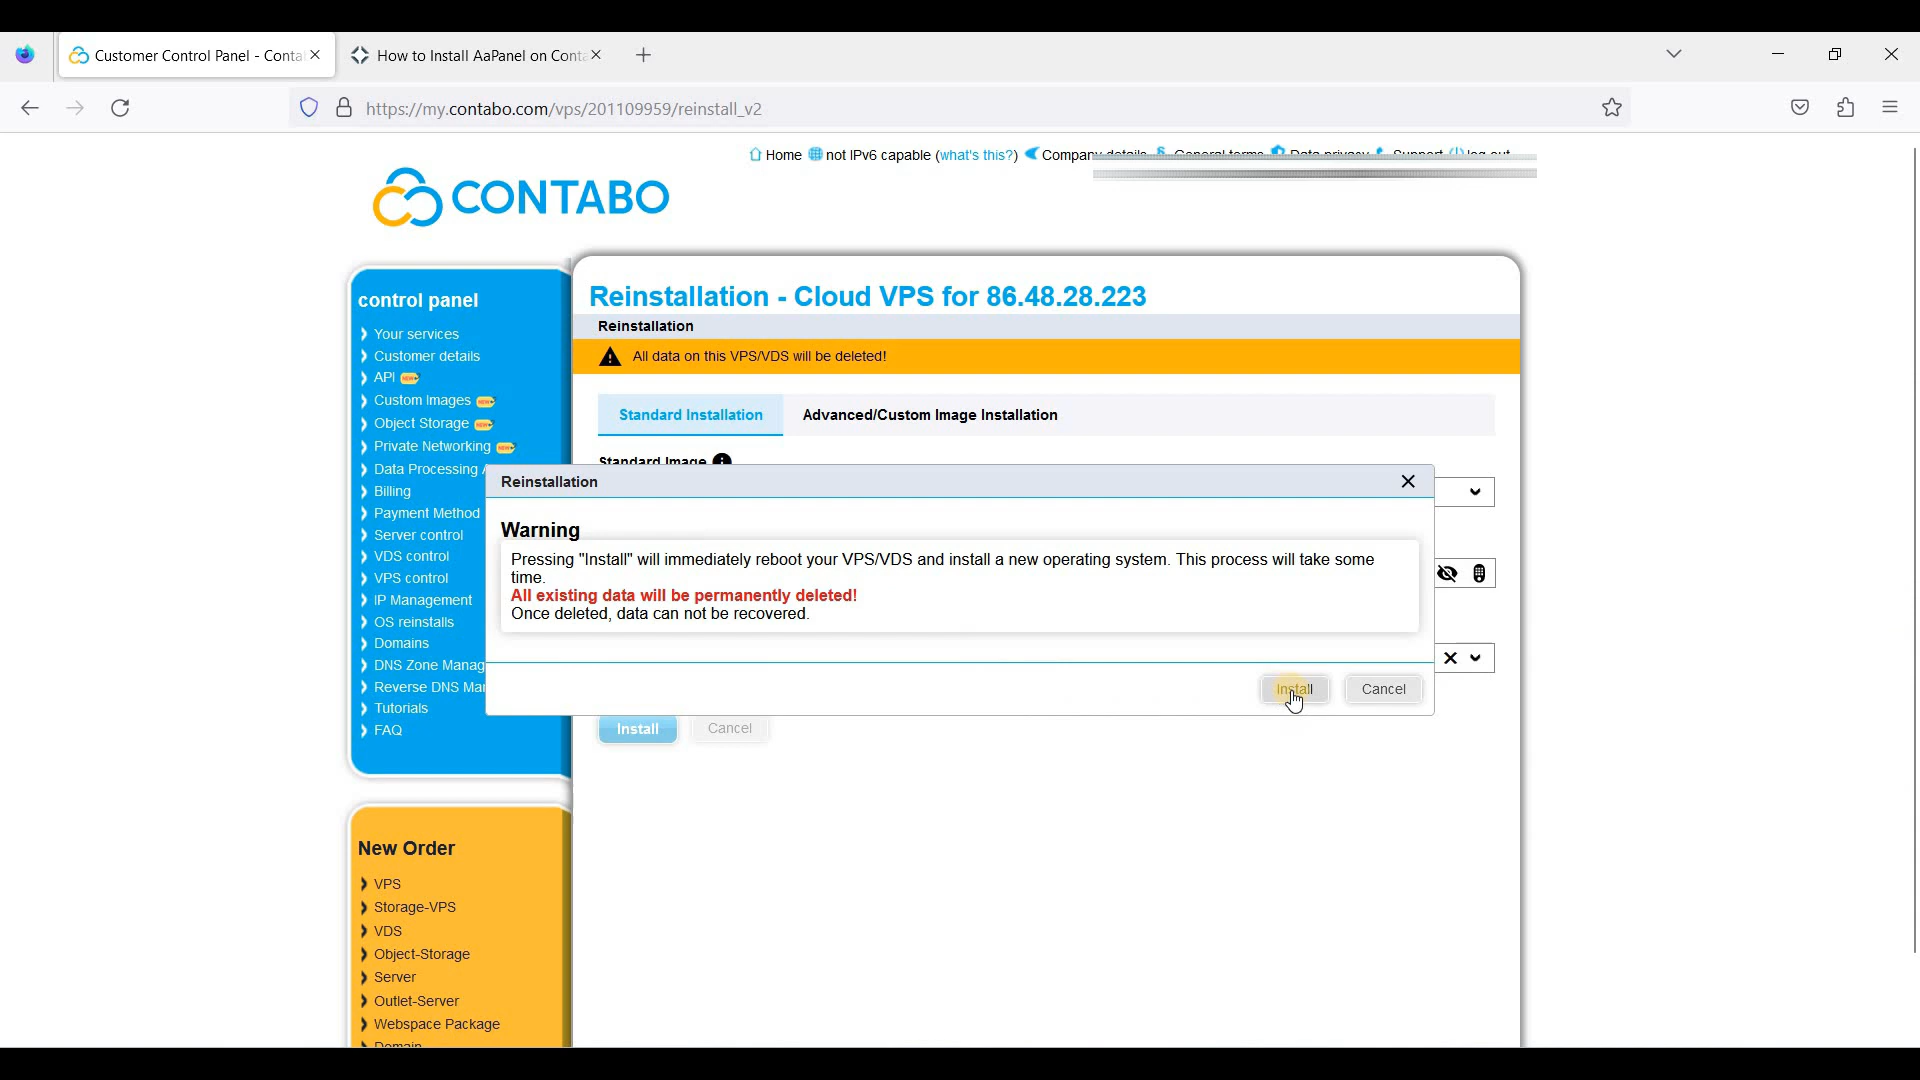 Customer Control Panel - Conta
How to Install AaPanel on Conta
https://my.contabo.com/vps/201109959/reinstall_v2
Home not IPv6 capable (what's this?) Company details General terms Data privacy Support log out
CONTABO
control panel
Your services
Customer details
API NEW
Custom Images NEW
Object Storage NEW
Private Networking NEW
Data Processing
Billing
Payment Method
Server control
VDS control
VPS control
IP Management
OS reinstalls
Domains
DNS Zone Manag
Reverse DNS Ma
Tutorials
FAQ
New Order
VPS
Storage-VPS
VDS
Object-Storage
Server
Outlet-Server
Webspace Package
Domain
Reinstallation - Cloud VPS for 86.48.28.223
Reinstallation
All data on this VPS/VDS will be deleted!
Standard Installation Advanced/Custom Image Installation
Standard Image
Reinstallation
Warning
Pressing "Install" will immediately reboot your VPS/VDS and install a new operating system. This process will take some
time.
All existing data will be permanently deleted!
Once deleted, data can not be recovered.
Install Cancel
Install Cancel